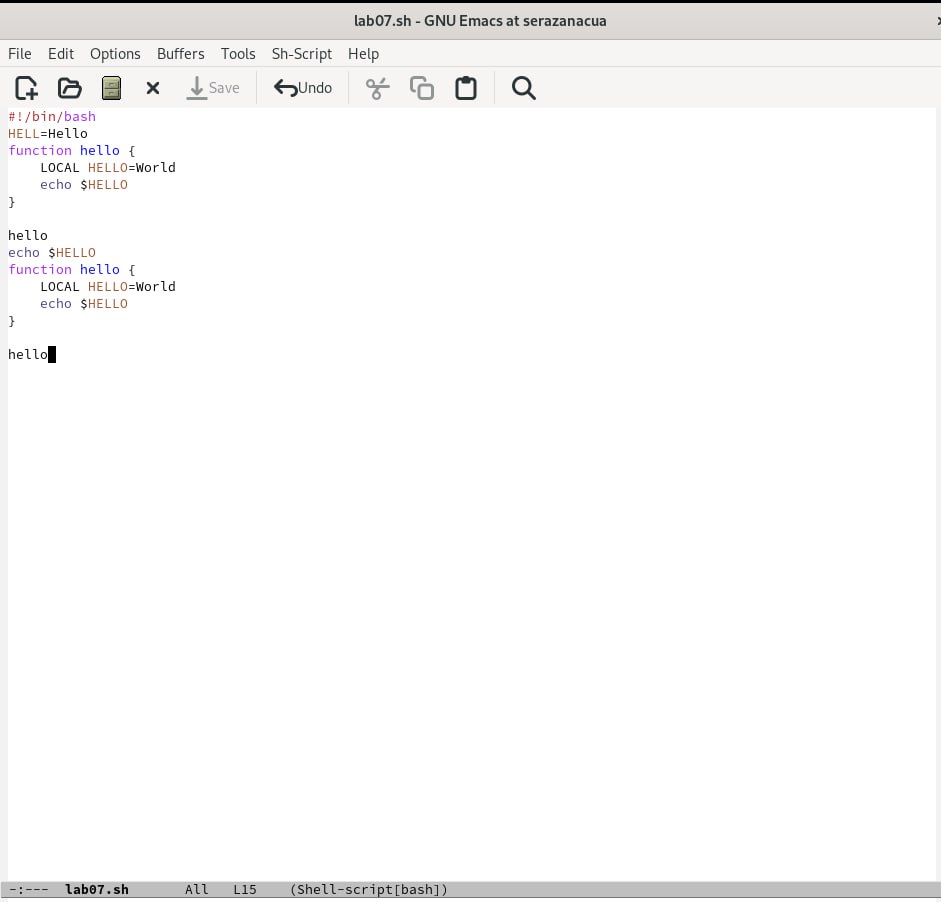 lab07.sh - GNU Emacs at serazanacua
File Edit Options Buffers Tools Sh-Script Help
Save Undo
#!/bin/bash
HELL=Hello
function hello {
    LOCAL HELLO=World
    echo $HELLO
}
hello
echo $HELLO
function hello {
    LOCAL HELLO=World
    echo $HELLO
}
hello
-:--- lab07.sh All L15 (Shell-script[bash])